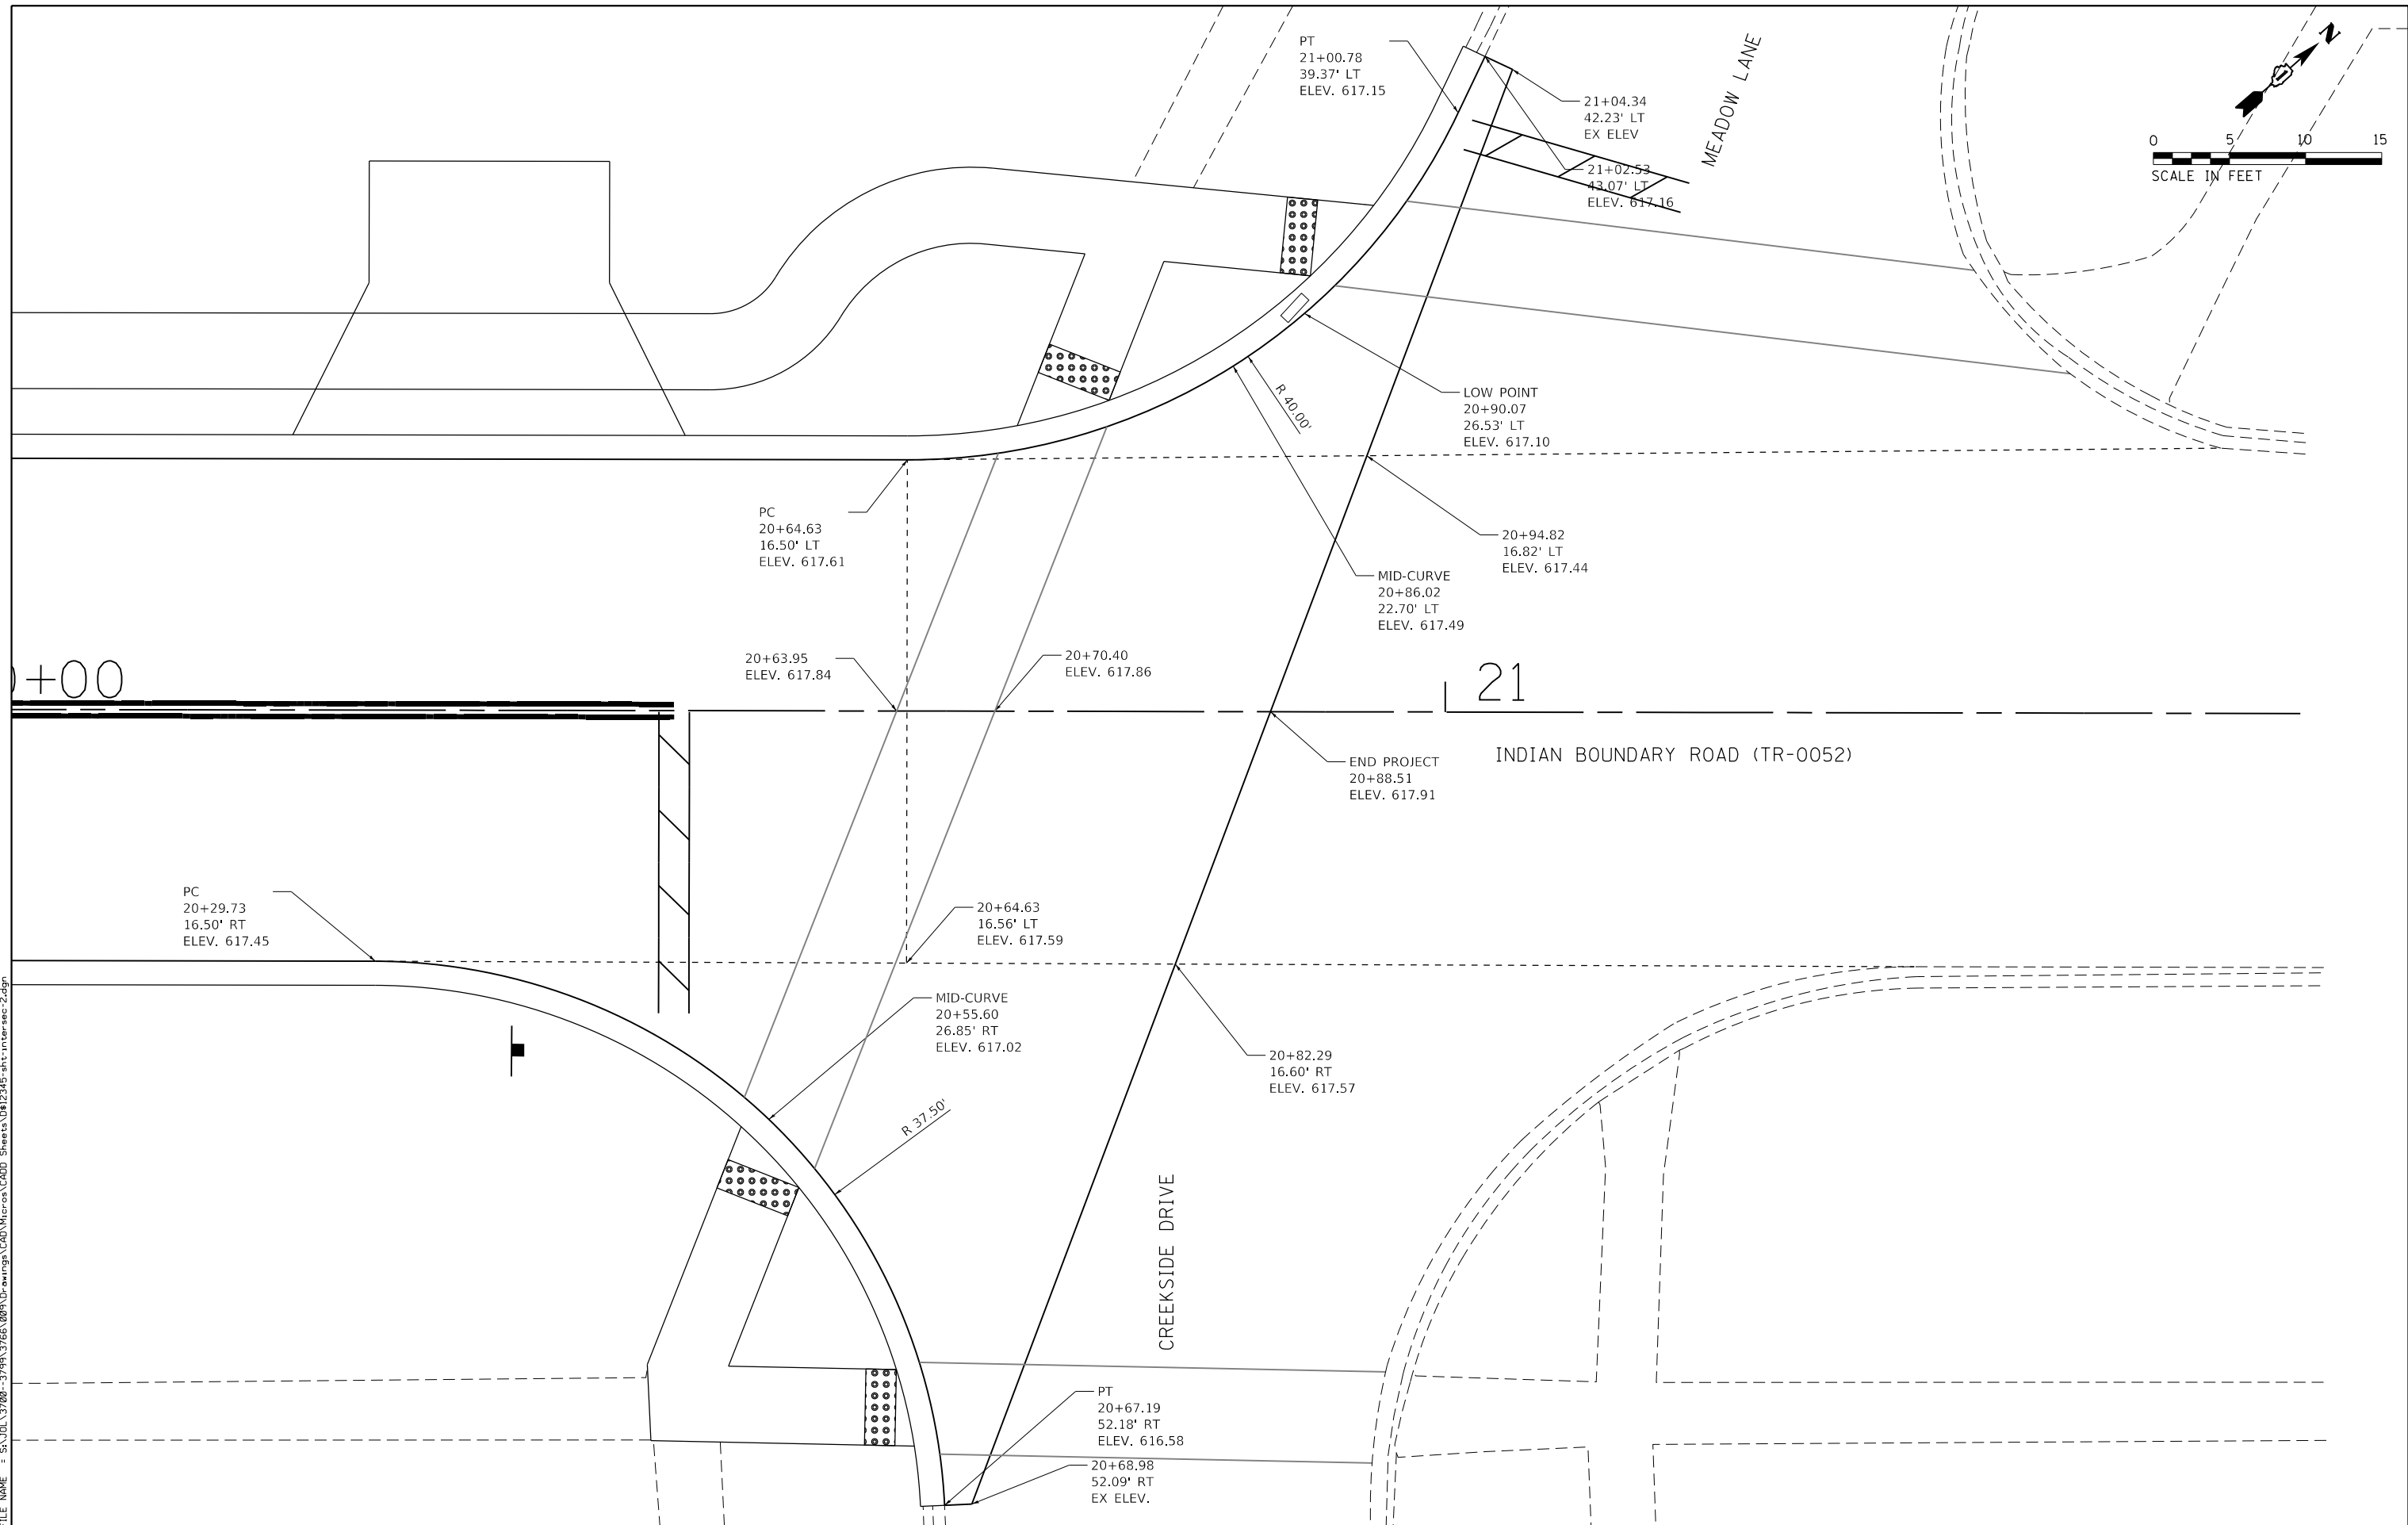 PT
21+00.78
39.37' LT
ELEV. 617.15
MEADOW LANE
N
21+04.34
42.23' LT
EX ELEV
0 5 10 15
SCALE IN FEET
21+02.53
43.07' LT
ELEV. 617.16
R 40.00'
LOW POINT
20+90.07
26.53' LT
ELEV. 617.10
PC
20+64.63
16.50' LT
ELEV. 617.61
20+94.82
16.82' LT
ELEV. 617.44
MID-CURVE
20+86.02
22.70' LT
ELEV. 617.49
20+63.95
ELEV. 617.84
20+70.40
ELEV. 617.86
+00
21
INDIAN BOUNDARY ROAD (TR-0052)
END PROJECT
20+88.51
ELEV. 617.91
PC
20+29.73
16.50' RT
ELEV. 617.45
20+64.63
16.56' LT
ELEV. 617.59
MID-CURVE
20+55.60
26.85' RT
ELEV. 617.02
20+82.29
16.60' RT
ELEV. 617.57
R 37.50'
CREEKSIDE DRIVE
PT
20+67.19
52.18' RT
ELEV. 616.58
20+68.98
52.09' RT
EX ELEV.
FILE NAME =